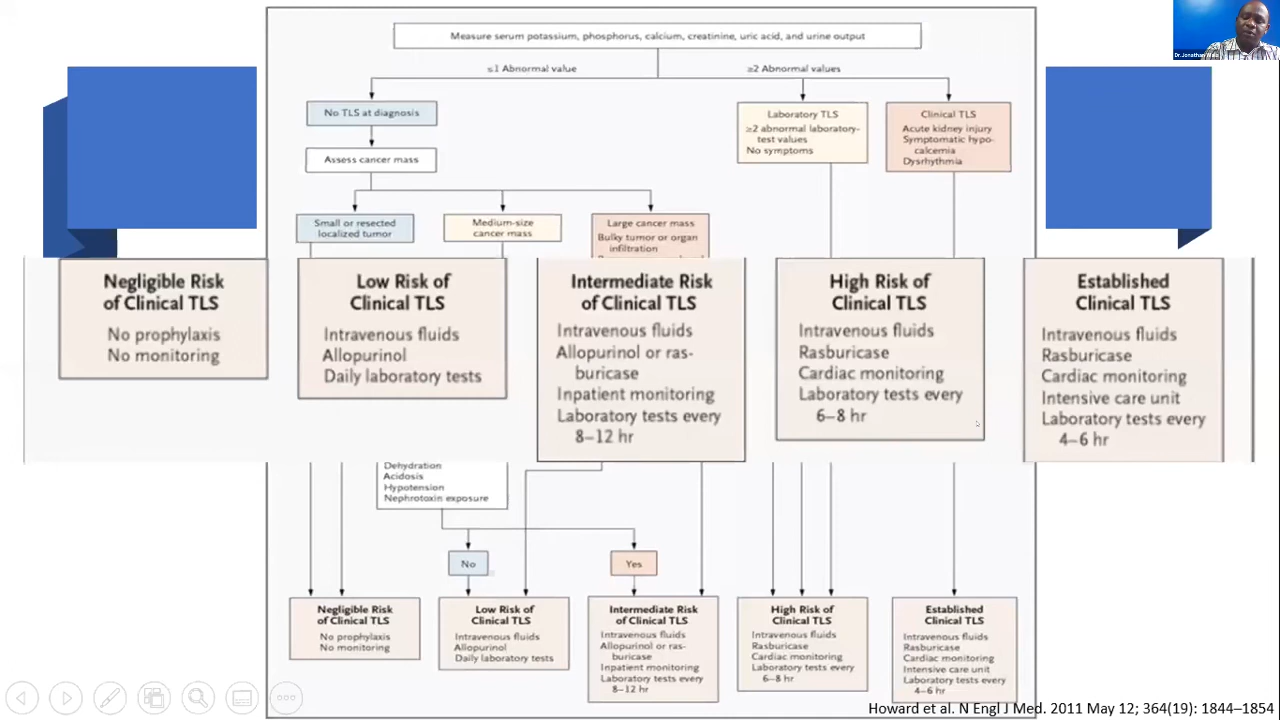 Dr.Jonathan
Measure serum potassium, phosphorus, calcium, creatinine, uric acid, and urine output
≤1 Abnormal value
≥2 Abnormal values
No TLS at diagnosis
Laboratory TLS
≥2 abnormal laboratory-
test values
No symptoms
Clinical TLS
Acute kidney injury
Symptomatic hypo-
calcemia
Dysrhythmia
Assess cancer mass
Small or resected
localized tumor
Medium-size
cancer mass
Large cancer mass
Bulky tumor or organ
infiltration
Negligible Risk
of Clinical TLS
No prophylaxis
No monitoring
Low Risk of
Clinical TLS
Intravenous fluids
Allopurinol
Daily laboratory tests
Intermediate Risk
of Clinical TLS
Intravenous fluids
Allopurinol or ras-
buricase
Inpatient monitoring
Laboratory tests every
8–12 hr
High Risk of
Clinical TLS
Intravenous fluids
Rasburicase
Cardiac monitoring
Laboratory tests every
6–8 hr
Established
Clinical TLS
Intravenous fluids
Rasburicase
Cardiac monitoring
Intensive care unit
Laboratory tests every
4–6 hr
Dehydration
Acidosis
Hypotension
Nephrotoxin exposure
No
Yes
Negligible Risk
of Clinical TLS
No prophylaxis
No monitoring
Low Risk of
Clinical TLS
Intravenous fluids
Allopurinol
Daily laboratory tests
Intermediate Risk
of Clinical TLS
Intravenous fluids
Allopurinol or ras-
buricase
Inpatient monitoring
Laboratory tests every
8–12 hr
High Risk of
Clinical TLS
Intravenous fluids
Rasburicase
Cardiac monitoring
Laboratory tests every
6–8 hr
Established
Clinical TLS
Intravenous fluids
Rasburicase
Cardiac monitoring
Intensive care unit
Laboratory tests every
4–6 hr
Howard et al. N Engl J Med. 2011 May 12; 364(19): 1844–1854